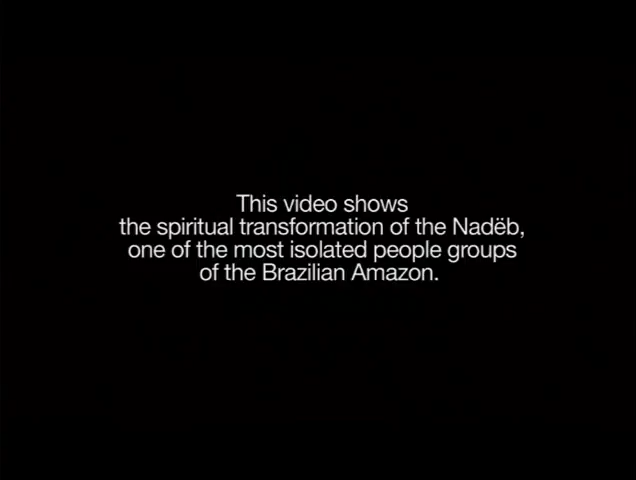 This video shows
the spiritual transformation of the Nadëb,
one of the most isolated people groups
of the Brazilian Amazon.